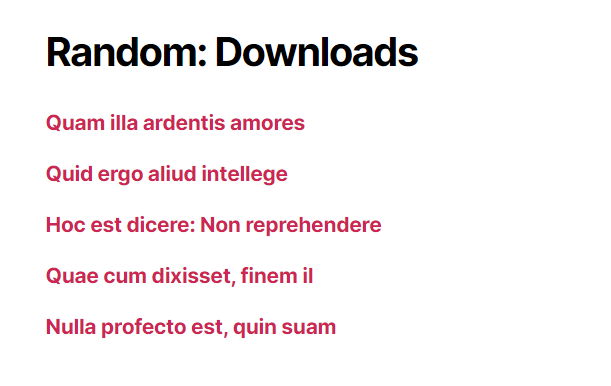 Random: Downloads
Quam illa ardentis amores
Quid ergo aliud intellege
Hoc est dicere: Non reprehendere
Quae cum dixisset, finem il
Nulla profecto est, quin suam